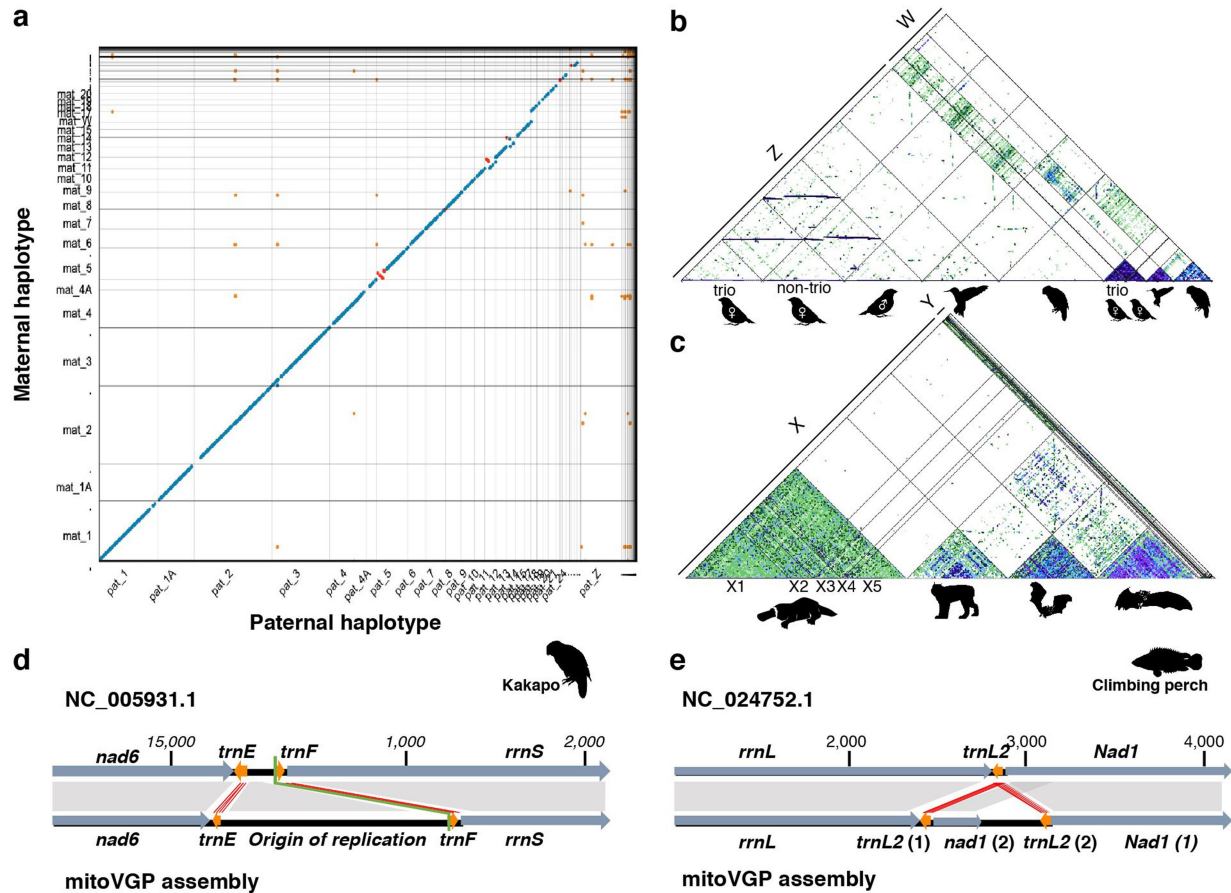 a
Maternal haplotype
mat_20
mat_W
mat_15
mat_14
mat_13
mat_12
mat_11
mat_10
mat_9
mat_8
mat_7
mat_6
mat_5
mat_4A
mat_4
mat_3
mat_2
mat_1A
mat_1
pat_1
pat_1A
pat_2
pat_3
pat_4
pat_4A
pat_5
pat_6
pat_7
pat_8
pat_9
pat_10
pat_11
pat_12
pat_24
pat_Z
Paternal haplotype
b
W
Z
trio
non-trio
trio
♀
♀
♂
♀
♀
c
Y
X
X1
X2
X3
X4
X5
d
Kakapo
NC_005931.1
15,000
1,000
2,000
nad6
trnE
trnF
rrnS
nad6
trnE
Origin of replication
trnF
rrnS
mitoVGP assembly
e
Climbing perch
NC_024752.1
2,000
3,000
4,000
rrnL
trnL2
Nad1
rrnL
trnL2 (1)
nad1 (2)
trnL2 (2)
Nad1 (1)
mitoVGP assembly